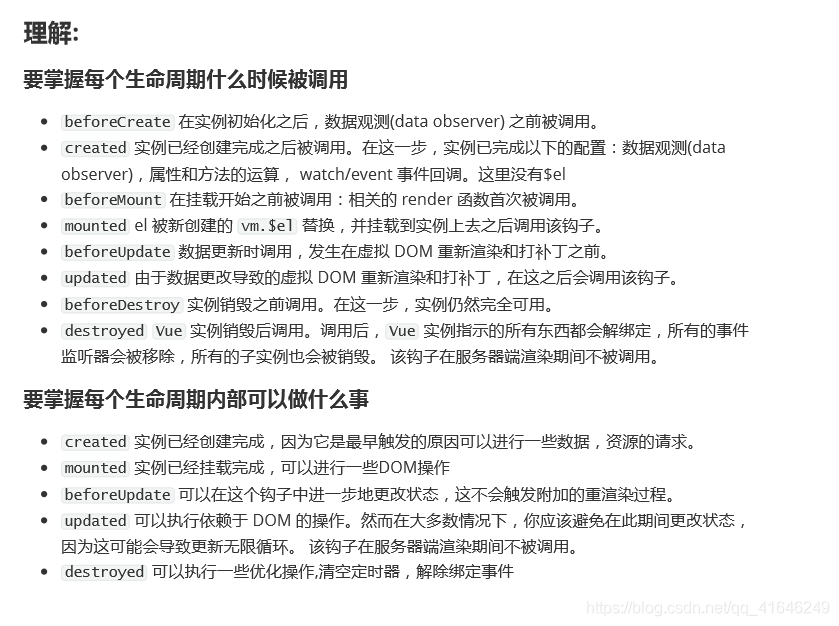 理解:
要掌握每个生命周期什么时候被调用
beforeCreate 在实例初始化之后，数据观测(data observer) 之前被调用。
created 实例已经创建完成之后被调用。在这一步，实例已完成以下的配置：数据观测(data
observer)，属性和方法的运算， watch/event 事件回调。这里没有$el
beforeMount 在挂载开始之前被调用：相关的 render 函数首次被调用。
mounted el 被新创建的 vm.$el 替换，并挂载到实例上去之后调用该钩子。
beforeUpdate 数据更新时调用，发生在虚拟 DOM 重新渲染和打补丁之前。
updated 由于数据更改导致的虚拟 DOM 重新渲染和打补丁，在这之后会调用该钩子。
beforeDestroy 实例销毁之前调用。在这一步，实例仍然完全可用。
destroyed Vue 实例销毁后调用。调用后，Vue 实例指示的所有东西都会解绑定，所有的事件
监听器会被移除，所有的子实例也会被销毁。 该钩子在服务器端渲染期间不被调用。
要掌握每个生命周期内部可以做什么事
created 实例已经创建完成，因为它是最早触发的原因可以进行一些数据，资源的请求。
mounted 实例已经挂载完成，可以进行一些DOM操作
beforeUpdate 可以在这个钩子中进一步地更改状态，这不会触发附加的重渲染过程。
updated 可以执行依赖于 DOM 的操作。然而在大多数情况下，你应该避免在此期间更改状态，
因为这可能会导致更新无限循环。 该钩子在服务器端渲染期间不被调用。
destroyed 可以执行一些优化操作,清空定时器，解除绑定事件
https://blog.csdn.net/qq_41646249